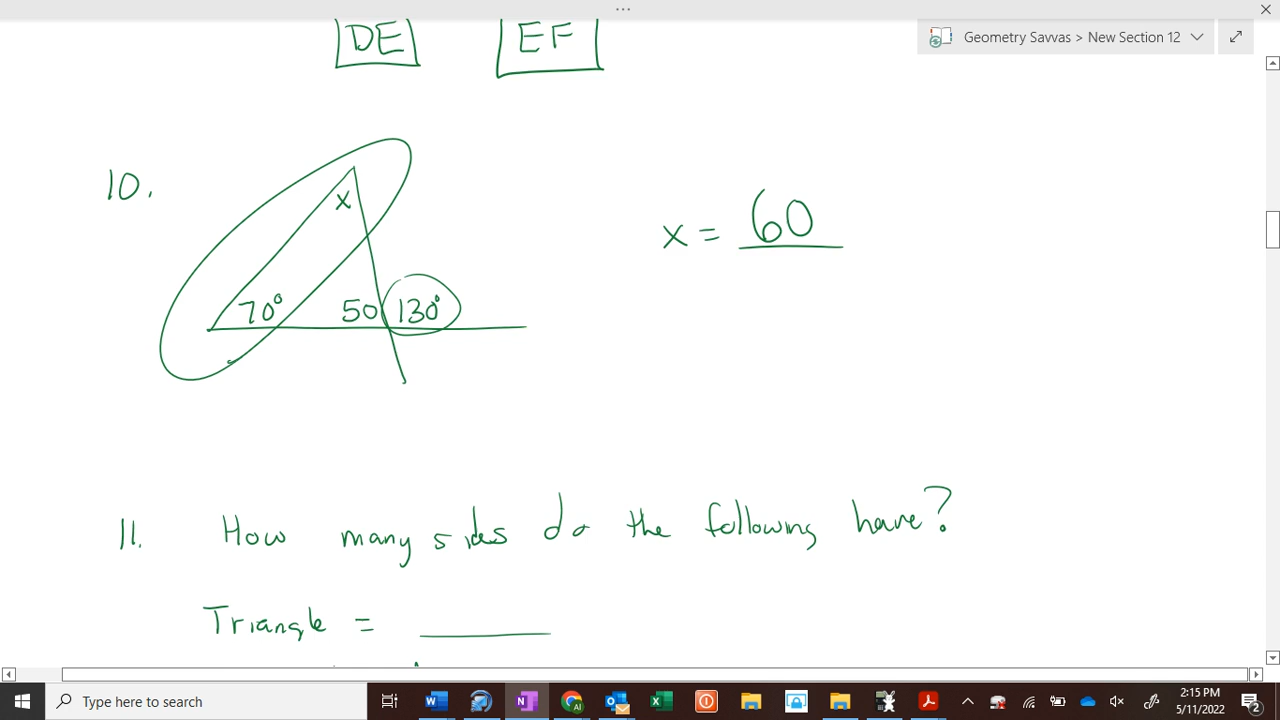 Geometry Savvas > New Section 12
DE EF
10.
x
x = 60
70° 50 130°
11. How many sides do the following have?
Triangle =
Type here to search
2:15 PM
5/11/2022
2